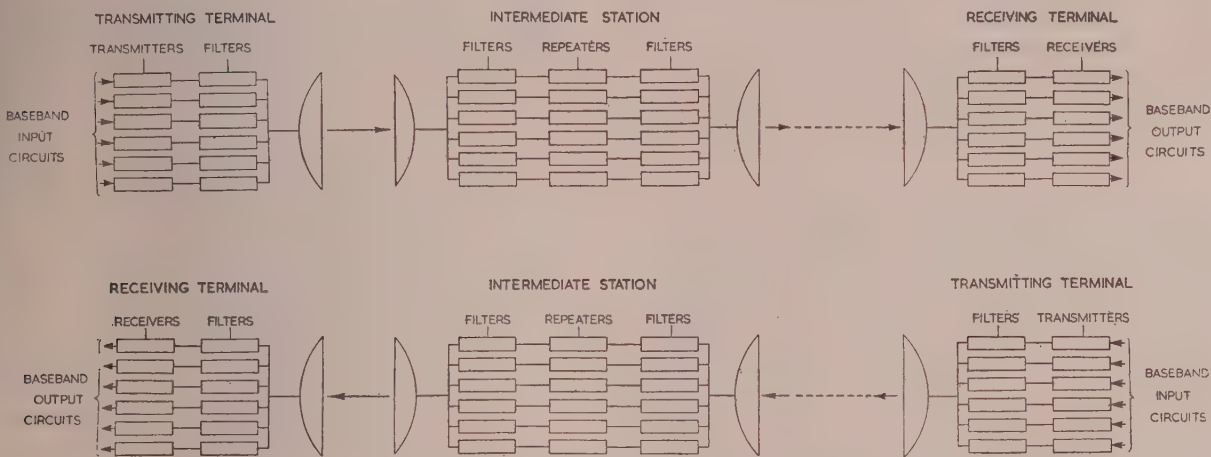 TRANSMITTING TERMINAL
INTERMEDIATE STATION
RECEIVING TERMINAL
TRANSMITTERS FILTERS
FILTERS REPEATERS FILTERS
FILTERS RECEIVERS
BASEBAND
INPUT
CIRCUITS
BASEBAND
OUTPUT
CIRCUITS
RECEIVING TERMINAL
INTERMEDIATE STATION
TRANSMITTING TERMINAL
RECEIVERS FILTERS
FILTERS REPEATERS FILTERS
FILTERS TRANSMITTERS
BASEBAND
OUTPUT
CIRCUITS
BASEBAND
INPUT
CIRCUITS